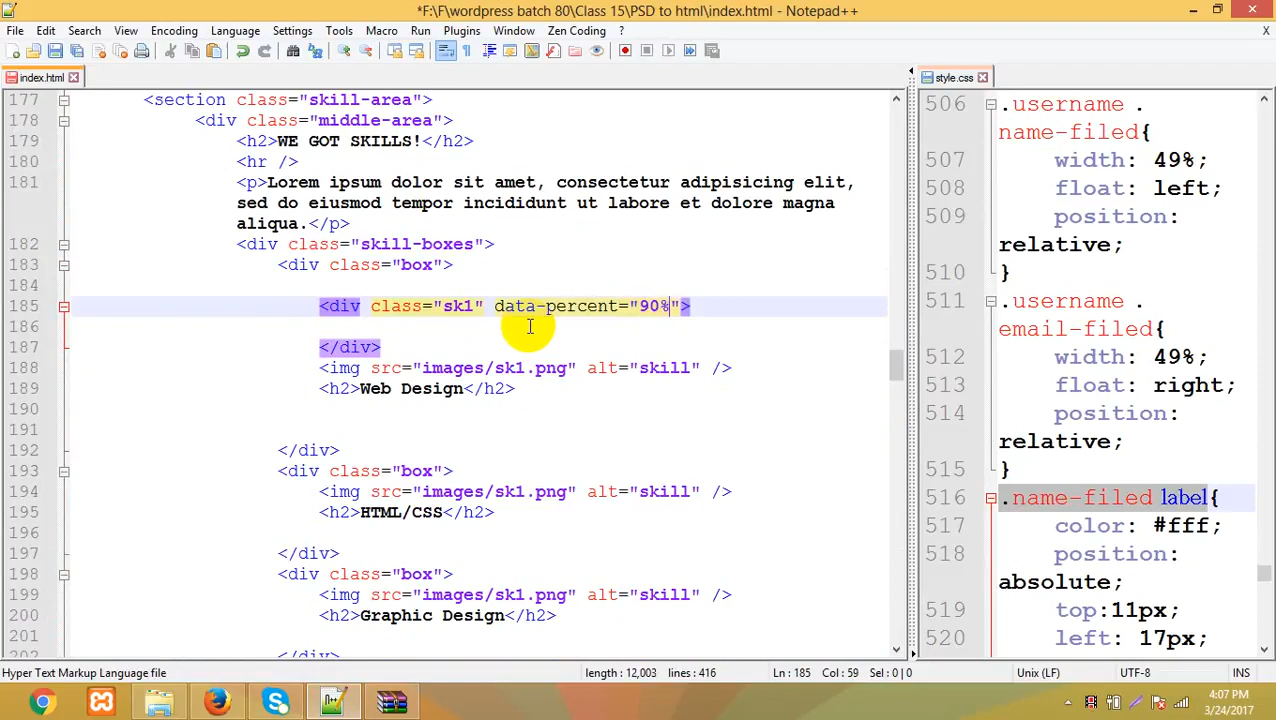 *F:\F\wordpress batch 80\Class 15\PSD to html\index.html - Notepad++
File Edit Search View Encoding Language Settings Tools Macro Run Plugins Window Zen Coding ? X
index.html
177 <section class="skill-area">
178 <div class="middle-area">
179 <h2>WE GOT SKILLS!</h2>
180 <hr />
181 <p>Lorem ipsum dolor sit amet, consectetur adipisicing elit,
sed do eiusmod tempor incididunt ut labore et dolore magna
aliqua.</p>
182 <div class="skill-boxes">
183 <div class="box">
184
185 <div class="sk1" data-percent="90%">
186
187 </div>
188 <img src="images/sk1.png" alt="skill" />
189 <h2>Web Design</h2>
190
191
192 </div>
193 <div class="box">
194 <img src="images/sk1.png" alt="skill" />
195 <h2>HTML/CSS</h2>
196
197 </div>
198 <div class="box">
199 <img src="images/sk1.png" alt="skill" />
200 <h2>Graphic Design</h2>
201
202 </div>
style.css
506 .username .
name-filed{
507 width: 49%;
508 float: left;
509 position:
relative;
510 }
511 .username .
email-filed{
512 width: 49%;
513 float: right;
514 position:
relative;
515 }
516 .name-filed label{
517 color: #fff;
518 position:
absolute;
519 top:11px;
520 left: 17px;
Hyper Text Markup Language file length : 12,003 lines : 416 Ln : 185 Col : 59 Sel : 0 | 0 Unix (LF) UTF-8 INS
4:07 PM
3/24/2017